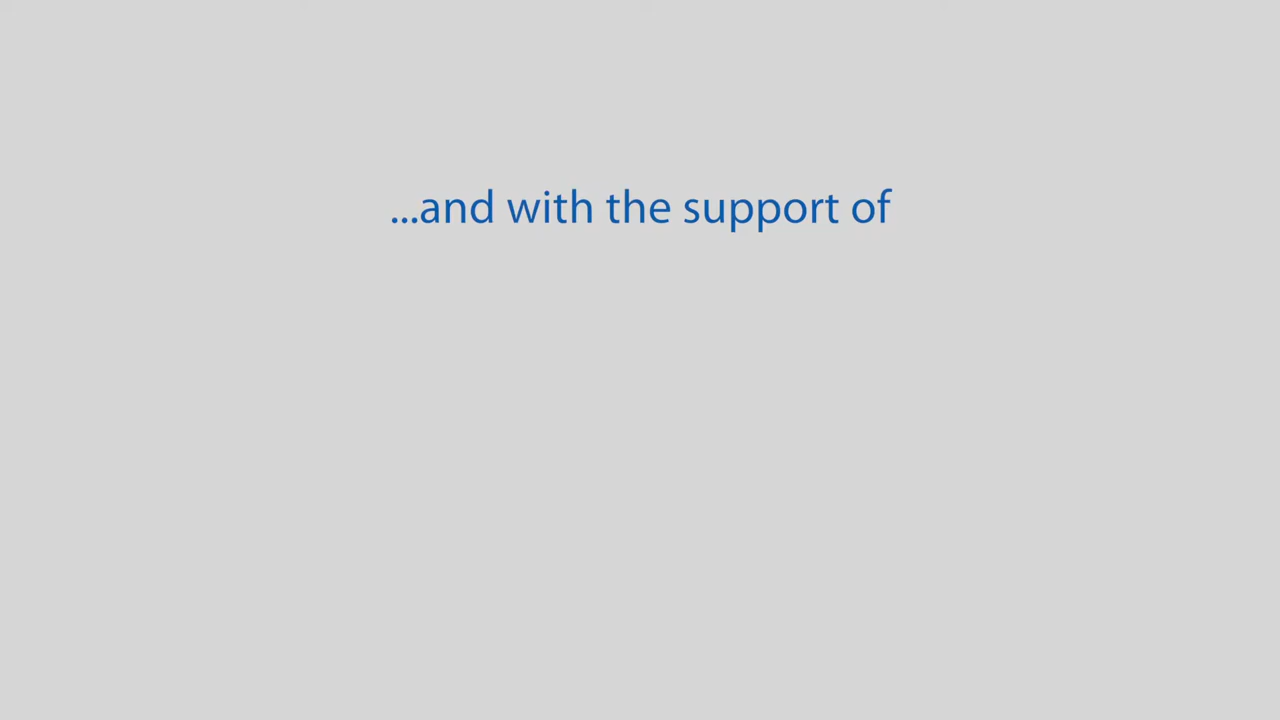 ...and with the support of